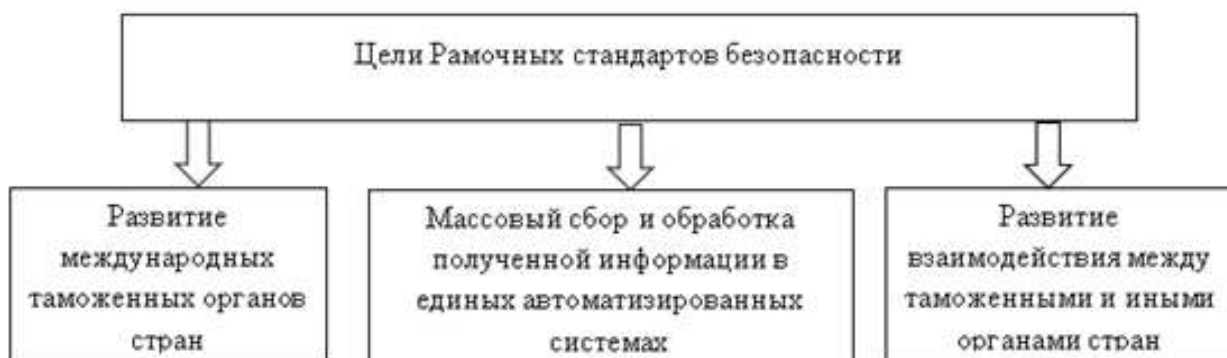 Цели Рамочных стандартов безопасности
Развитие
международных
таможенных органов
стран
Массовый сбор и обработка
полученной информации в
единых автоматизированных
системах
Развитие
взаимодействия между
таможенными и иными
органами стран